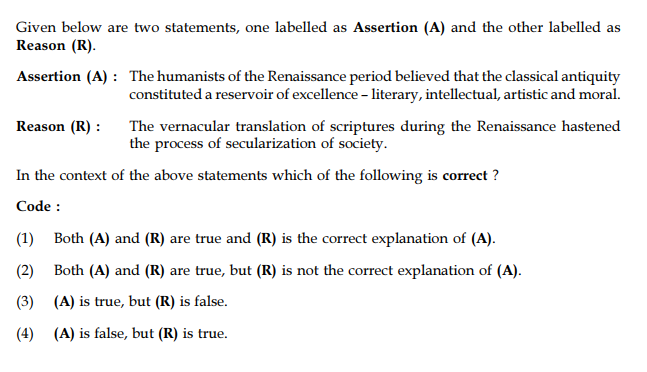 Given below are two statements, one labelled as Assertion (A) and the other labelled as
Reason (R).
Assertion (A) : The humanists of the Renaissance period believed that the classical antiquity
constituted a reservoir of excellence – literary, intellectual, artistic and moral.
Reason (R) : The vernacular translation of scriptures during the Renaissance hastened
the process of secularization of society.
In the context of the above statements which of the following is correct ?
Code :
(1) Both (A) and (R) are true and (R) is the correct explanation of (A).
(2) Both (A) and (R) are true, but (R) is not the correct explanation of (A).
(3) (A) is true, but (R) is false.
(4) (A) is false, but (R) is true.